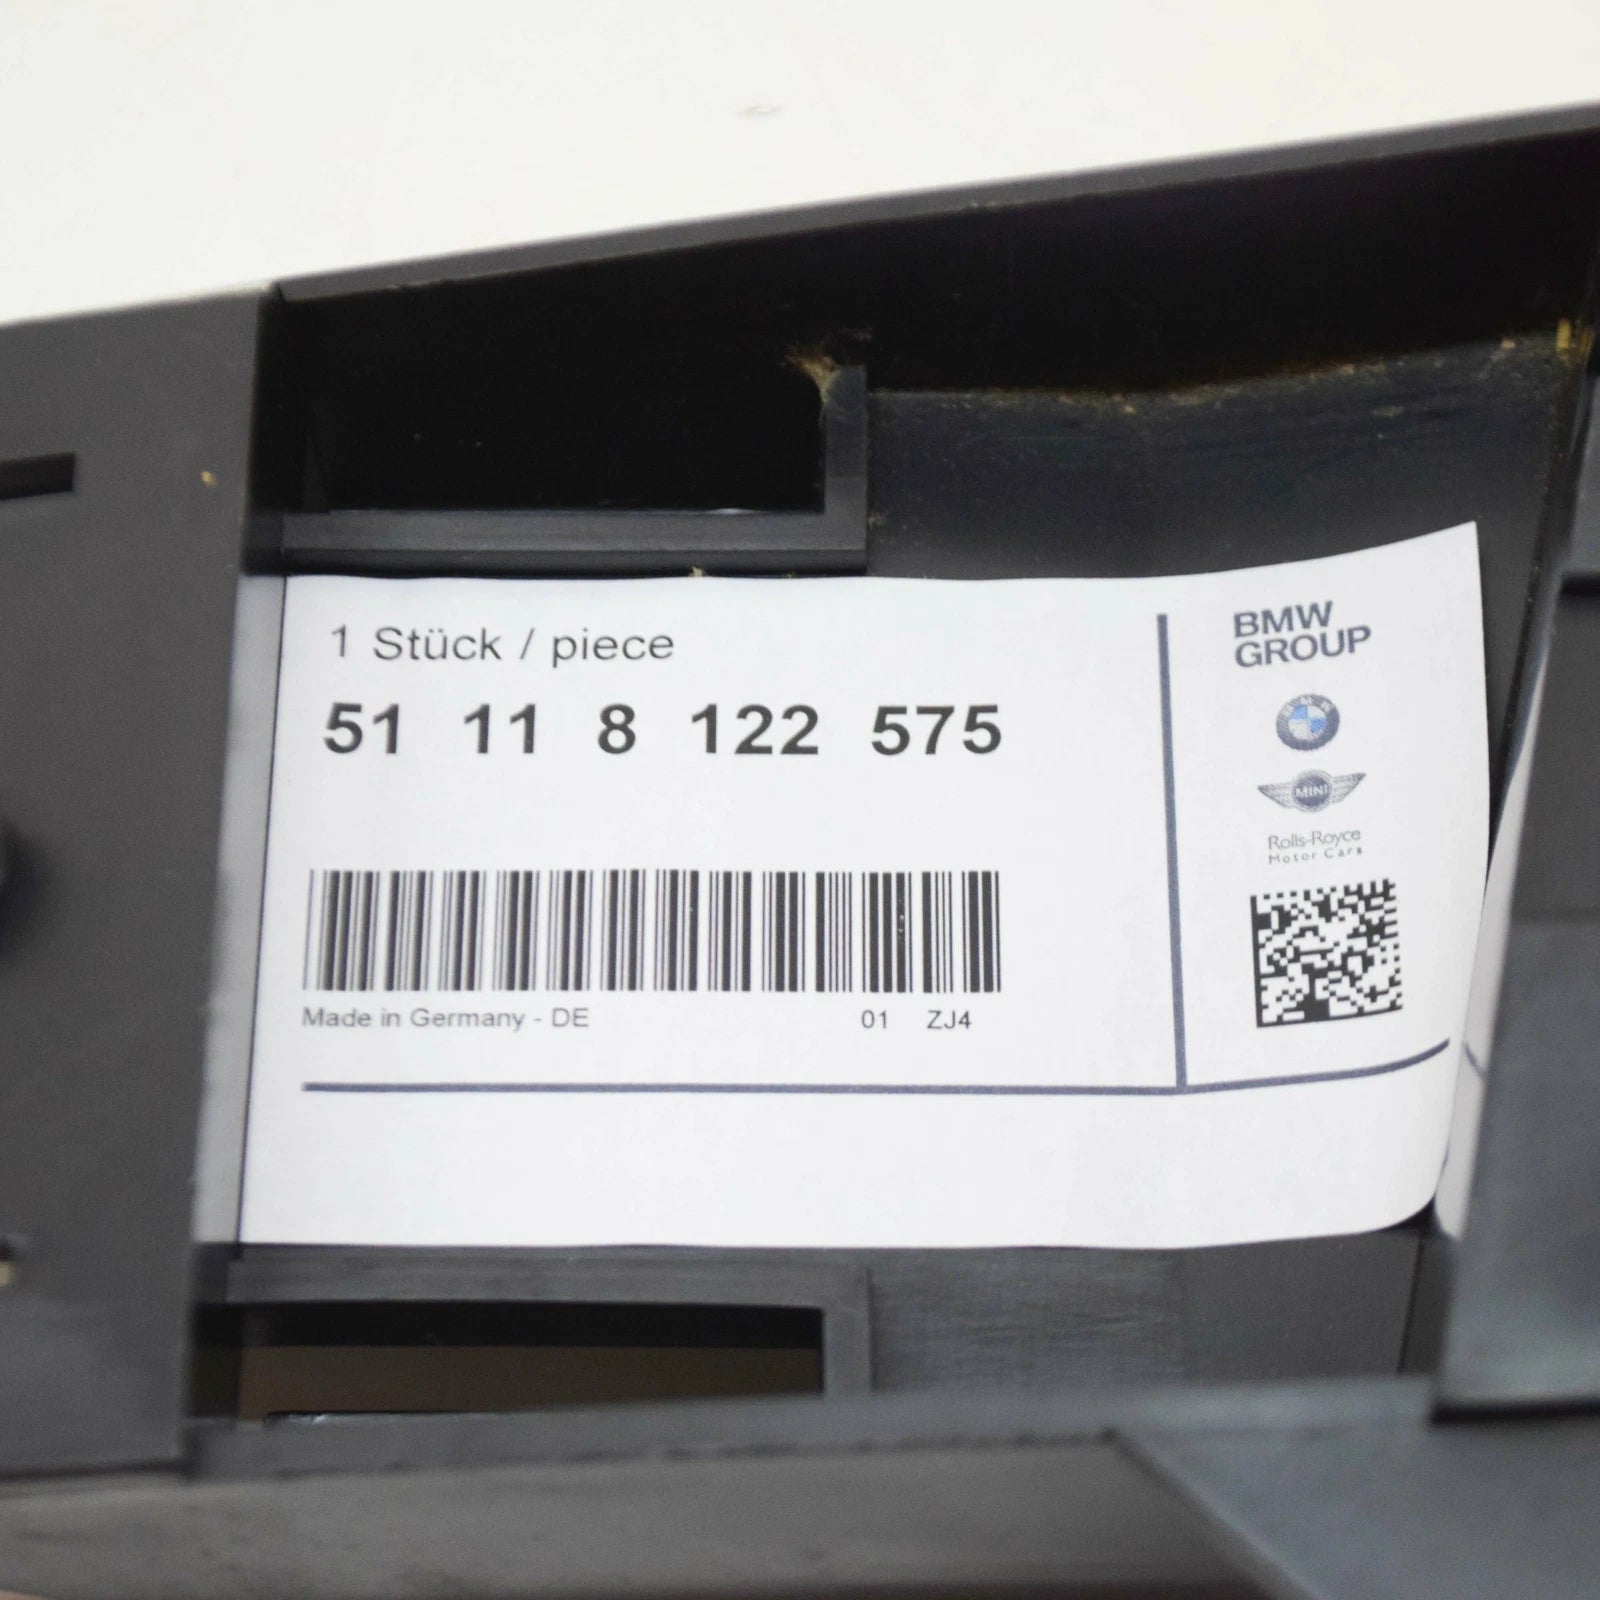 1 Stück / piece
51 11 8 122 575
Made in Germany - DE
01 ZJ4
BMW
GROUP
MINI
Rolls-Royce
Motor Cars